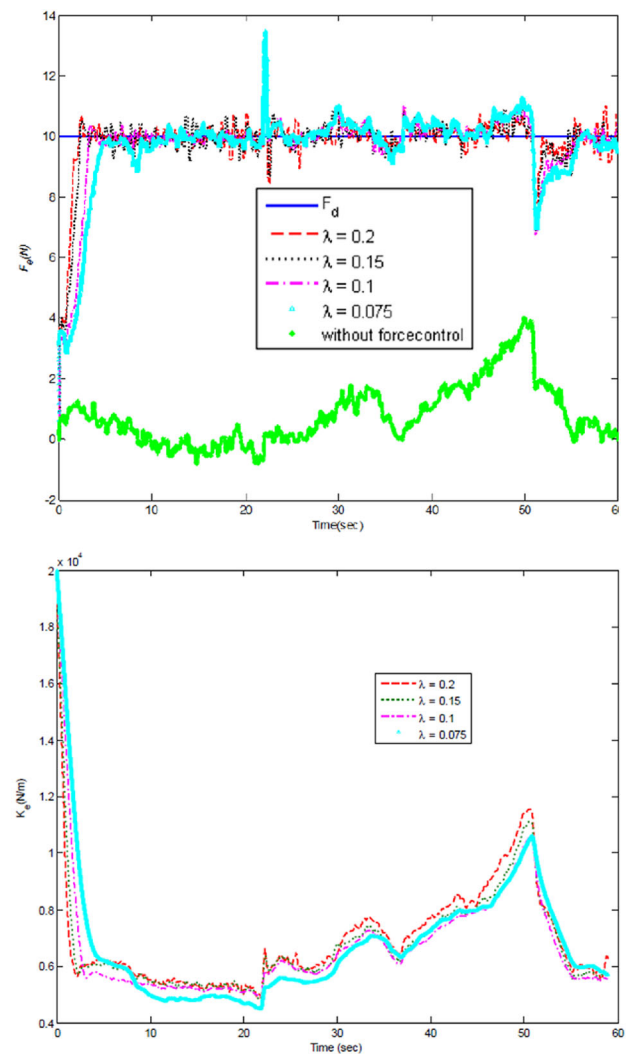 14
12
10
8
6
4
2
0
-2
F_e(N)
F_d
λ = 0.2
λ = 0.15
λ = 0.1
λ = 0.075
without forcecontrol
0 10 20 30 40 50 60
Time(sec)
x 10^4
2
1.8
1.6
1.4
1.2
1
0.8
0.6
0.4
K_e(N/m)
λ = 0.2
λ = 0.15
λ = 0.1
λ = 0.075
0 10 20 30 40 50 60
Time (sec)